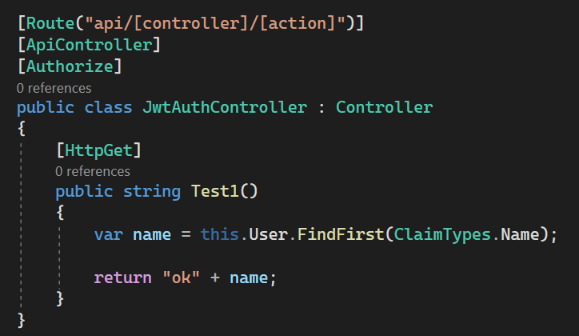 [Route("api/[controller]/[action]")]
[ApiController]
[Authorize]
0 references
public class JwtAuthController : Controller
{
    [HttpGet]
    0 references
    public string Test1()
    {
        var name = this.User.FindFirst(ClaimTypes.Name);
        return "ok" + name;
    }
}